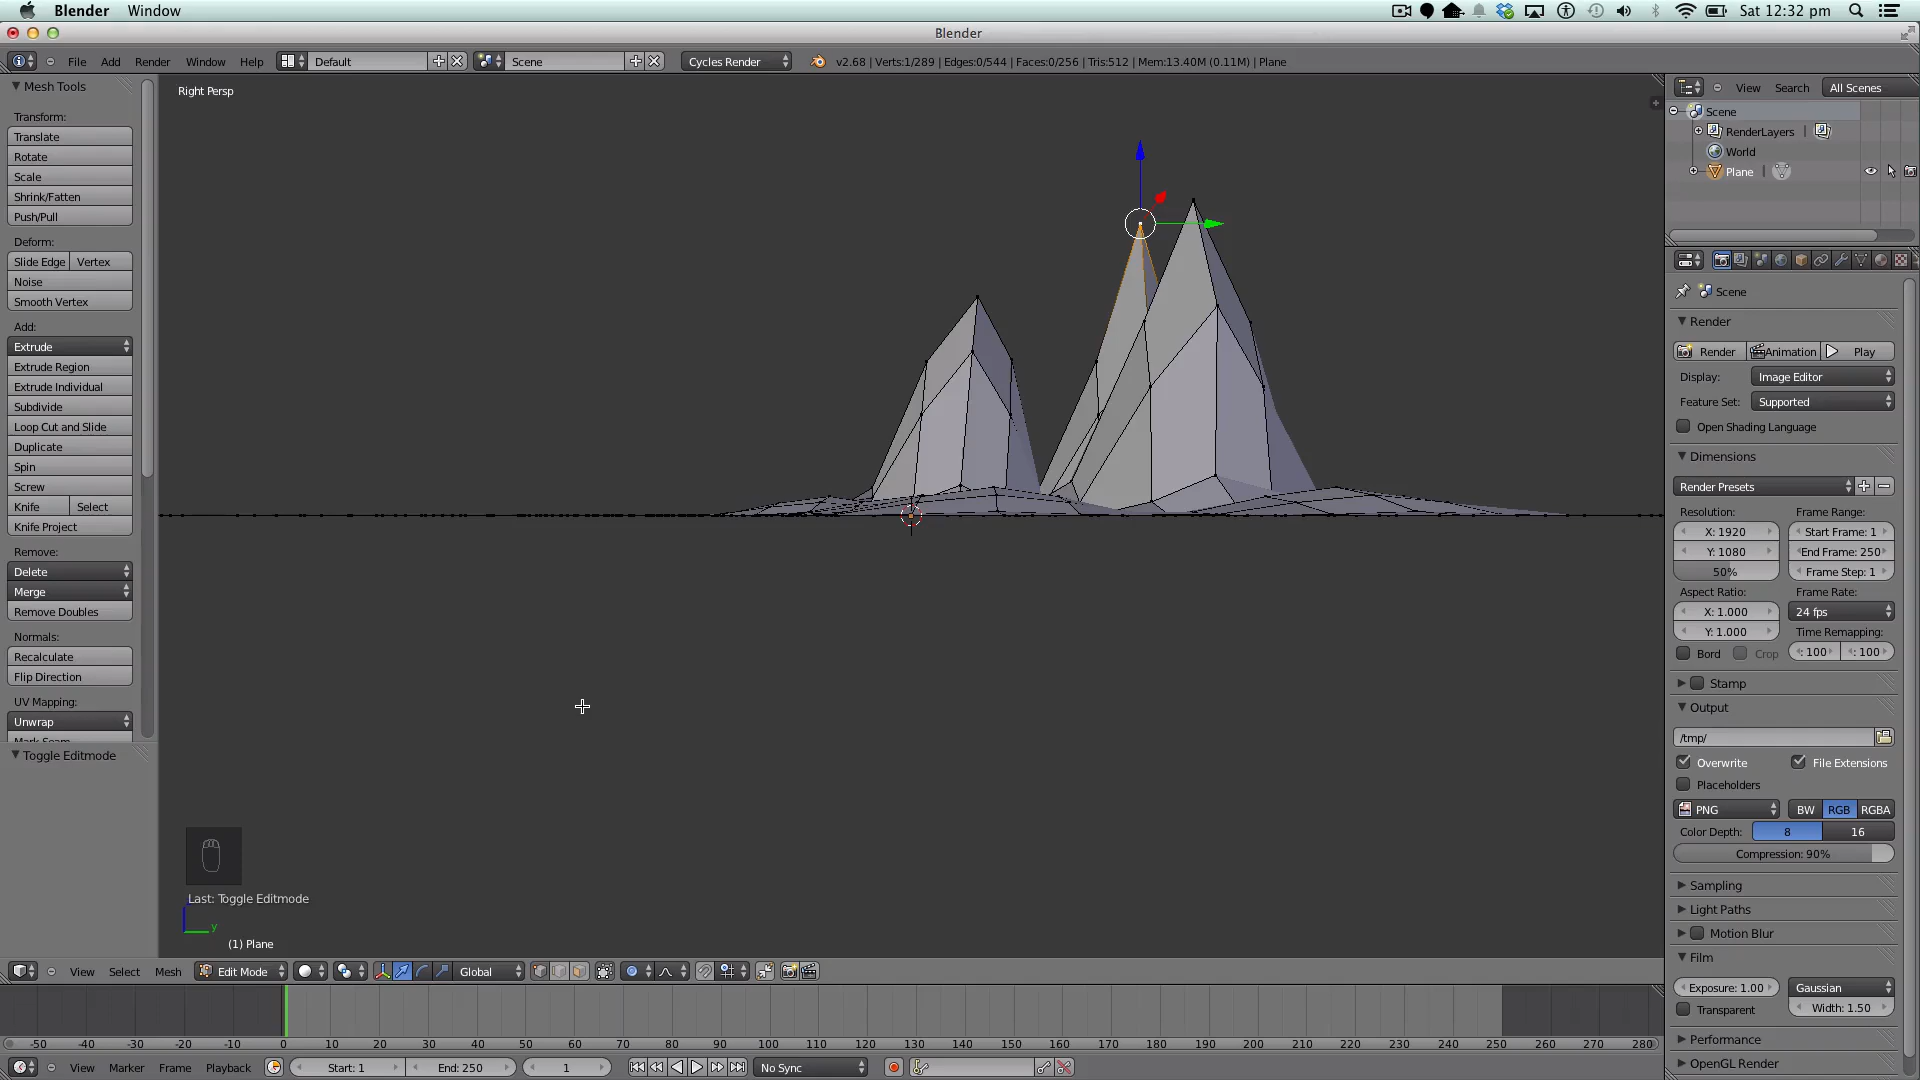 Blender Window Sat 12:32 pm
Blender
File Add Render Window Help Default Scene Cycles Render v2.68 | Verts:1/289 | Edges:0/544 | Faces:0/256 | Tris:512 | Mem:13.40M (0.11M) | Plane
Mesh Tools
Transform:
Translate
Rotate
Scale
Shrink/Fatten
Push/Pull
Deform:
Slide Edge Vertex
Noise
Smooth Vertex
Add:
Extrude
Extrude Region
Extrude Individual
Subdivide
Loop Cut and Slide
Duplicate
Spin
Screw
Knife Select
Knife Project
Remove:
Delete
Merge
Remove Doubles
Normals:
Recalculate
Flip Direction
UV Mapping:
Unwrap
Mark Seam
Toggle Editmode
Right Persp
Last: Toggle Editmode
y
(1) Plane
View Select Mesh Edit Mode Global
View Search All Scenes
Scene
RenderLayers
World
Plane
Scene
Render
Render Animation Play
Display: Image Editor
Feature Set: Supported
Open Shading Language
Dimensions
Render Presets
Resolution: Frame Range:
X: 1920 Start Frame: 1
Y: 1080 End Frame: 250
50% Frame Step: 1
Aspect Ratio: Frame Rate:
X: 1.000 24 fps
Y: 1.000 Time Remapping:
Bord Crop : 100 : 100
Stamp
Output
/tmp/
Overwrite File Extensions
Placeholders
PNG BW RGB RGBA
Color Depth: 8 16
Compression: 90%
Sampling
Light Paths
Motion Blur
Film
Exposure: 1.00 Gaussian
Transparent Width: 1.50
Performance
OpenGL Render
-50 -40 -30 -20 -10 0 10 20 30 40 50 60 70 80 90 100 110 120 130 140 150 160 170 180 190 200 210 220 230 240 250 260 270 280
View Marker Frame Playback Start: 1 End: 250 1 No Sync